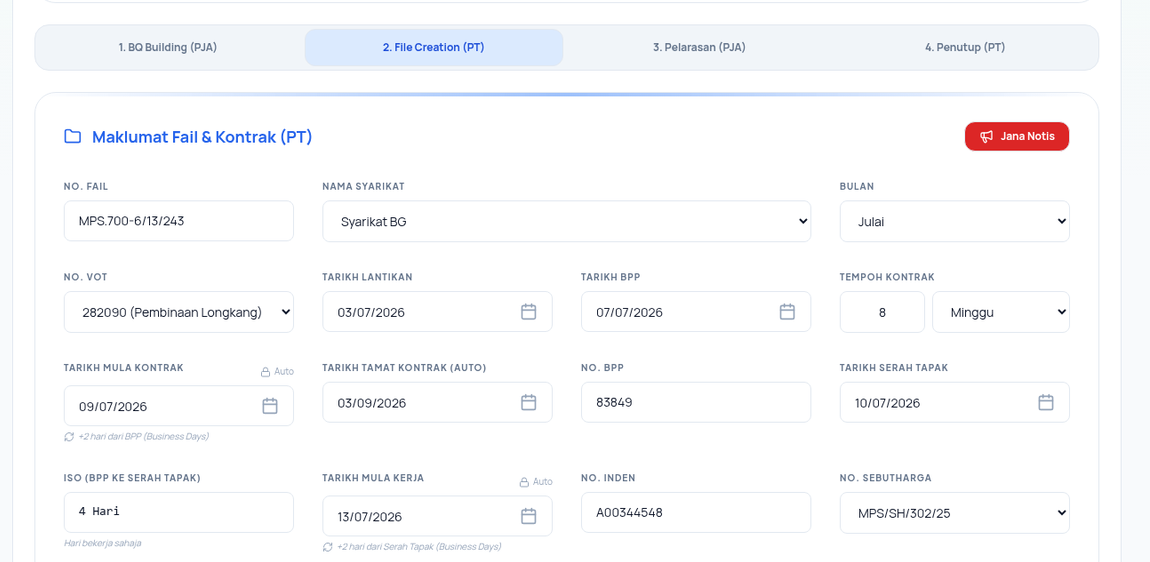 1. BQ Building (PJA) 2. File Creation (PT) 3. Pelarasan (PJA) 4. Penutup (PT)
Maklumat Fail & Kontrak (PT) Jana Notis
NO. FAIL NAMA SYARIKAT BULAN
MPS.700-6/13/243 Syarikat BG Julai
NO. VOT TARIKH LANTIKAN TARIKH BPP TEMPOH KONTRAK
282090 (Pembinaan Longkang) 03/07/2026 07/07/2026 8 Minggu
TARIKH MULA KONTRAK Auto TARIKH TAMAT KONTRAK (AUTO) NO. BPP TARIKH SERAH TAPAK
09/07/2026 03/09/2026 83849 10/07/2026
+2 hari dari BPP (Business Days)
ISO (BPP KE SERAH TAPAK) TARIKH MULA KERJA Auto NO. INDEN NO. SEBUTHARGA
4 Hari 13/07/2026 A00344548 MPS/SH/302/25
Hari bekerja sahaja +2 hari dari Serah Tapak (Business Days)